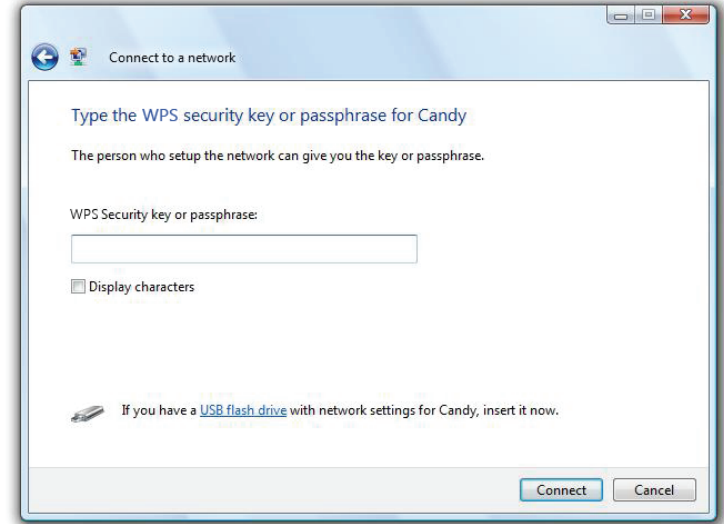 Connect to a network
Type the WPS security key or passphrase for Candy
The person who setup the network can give you the key or passphrase.
WPS Security key or passphrase:
Display characters
If you have a USB flash drive with network settings for Candy, insert it now.
Connect Cancel